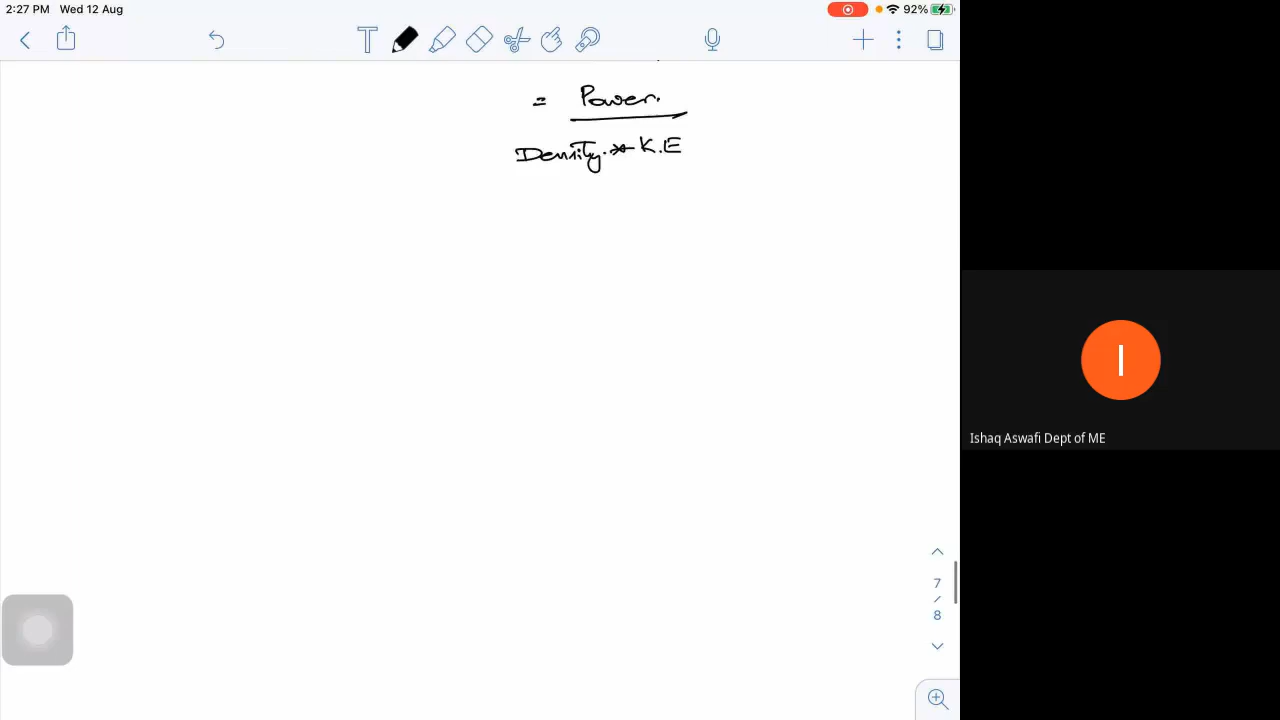 2:27 PM Wed 12 Aug
92%
T
= Power.
Density. * K.E
I
Ishaq Aswafi Dept of ME
7
/
8